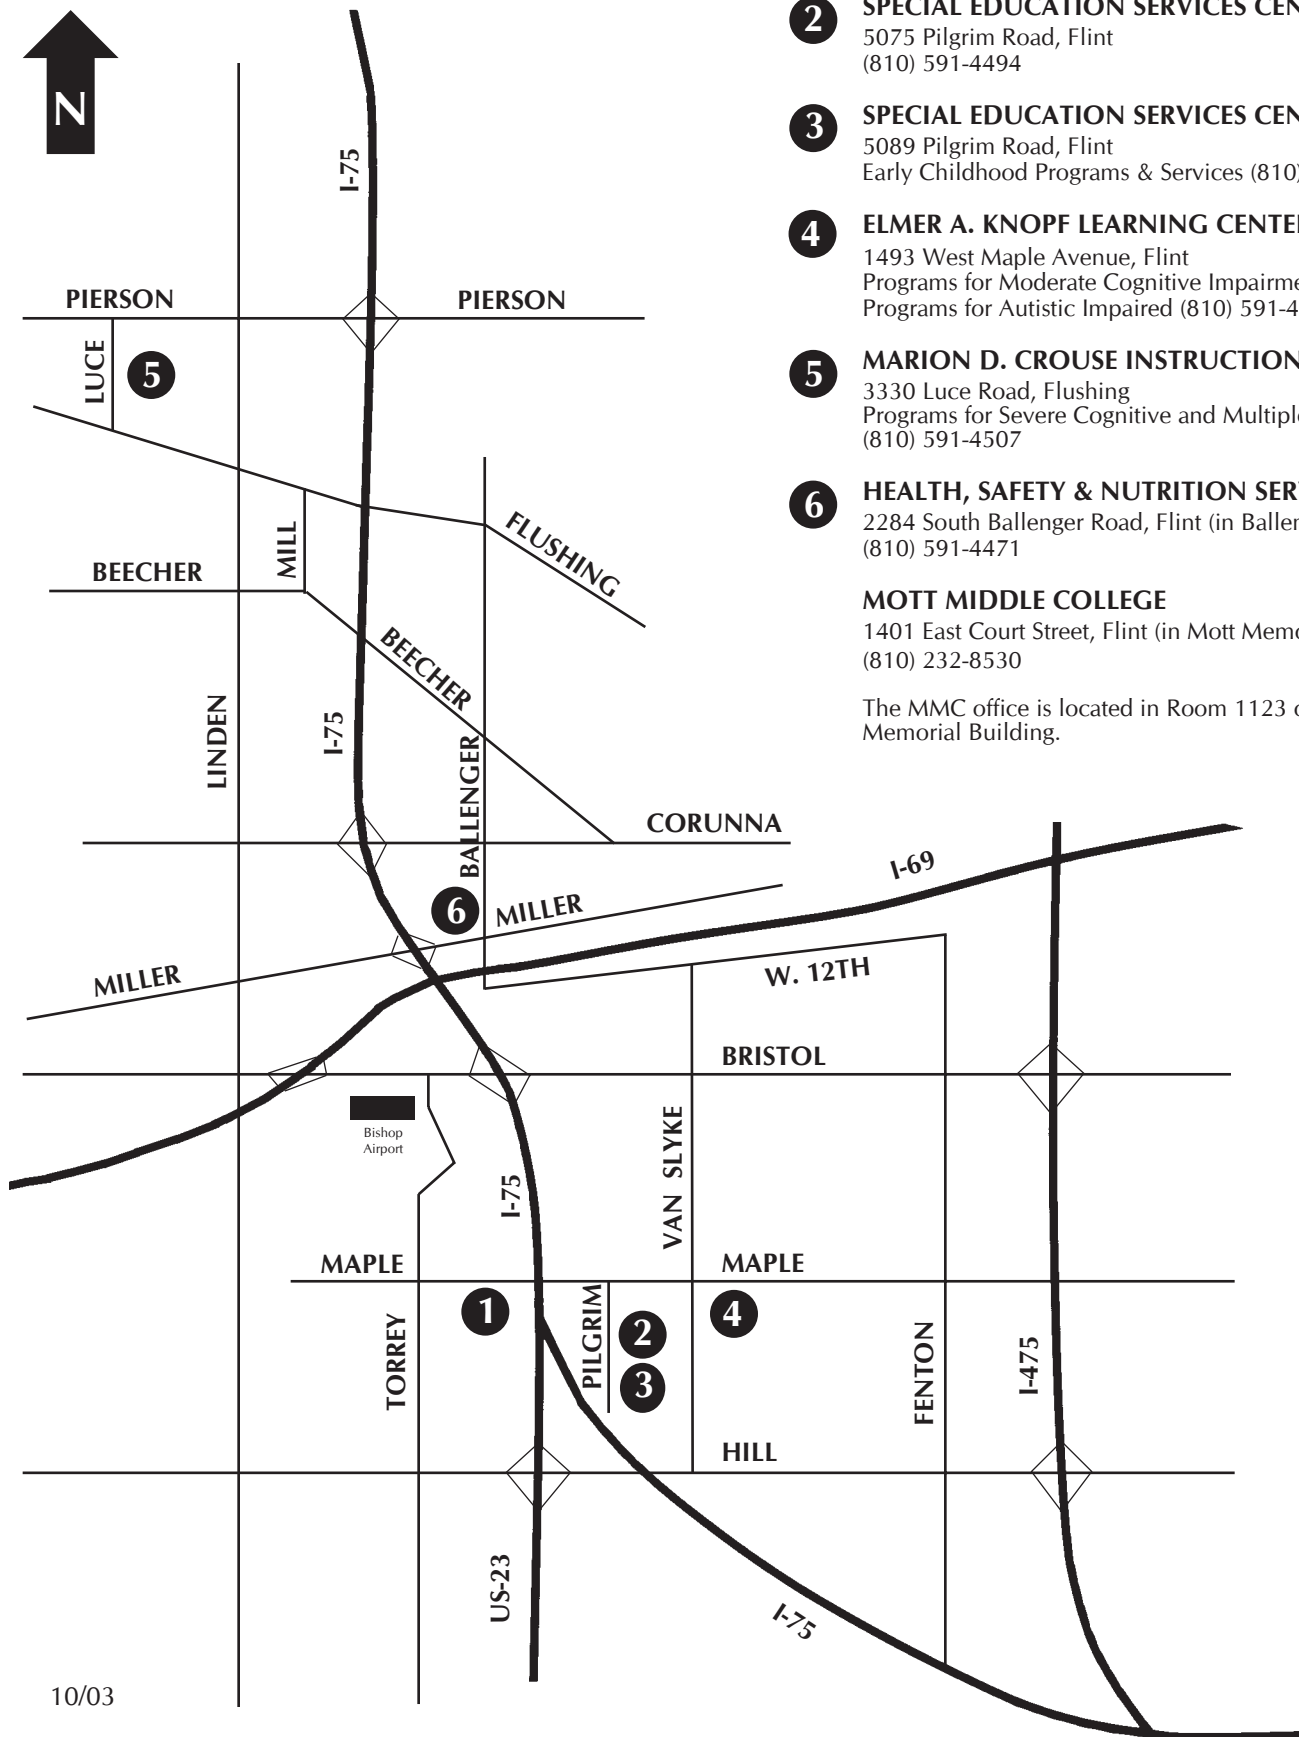 2
SPECIAL EDUCATION SERVICES CEN
5075 Pilgrim Road, Flint
(810) 591-4494
3
SPECIAL EDUCATION SERVICES CEN
5089 Pilgrim Road, Flint
Early Childhood Programs & Services (810)
4
ELMER A. KNOPF LEARNING CENTE
1493 West Maple Avenue, Flint
Programs for Moderate Cognitive Impairme
Programs for Autistic Impaired (810) 591-4
5
MARION D. CROUSE INSTRUCTION
3330 Luce Road, Flushing
Programs for Severe Cognitive and Multiple
(810) 591-4507
6
HEALTH, SAFETY & NUTRITION SER
2284 South Ballenger Road, Flint (in Baller
(810) 591-4471
MOTT MIDDLE COLLEGE
1401 East Court Street, Flint (in Mott Memo
(810) 232-8530
The MMC office is located in Room 1123 o
Memorial Building.
N
I-75
PIERSON
PIERSON
LUCE
5
FLUSHING
MILL
BEECHER
BEECHER
LINDEN
I-75
BALLENGER
CORUNNA
I-69
6
MILLER
MILLER
W. 12TH
BRISTOL
Bishop
Airport
VAN SLYKE
I-75
MAPLE
MAPLE
1
PILGRIM
2
3
4
TORREY
FENTON
I-475
HILL
US-23
I-75
10/03